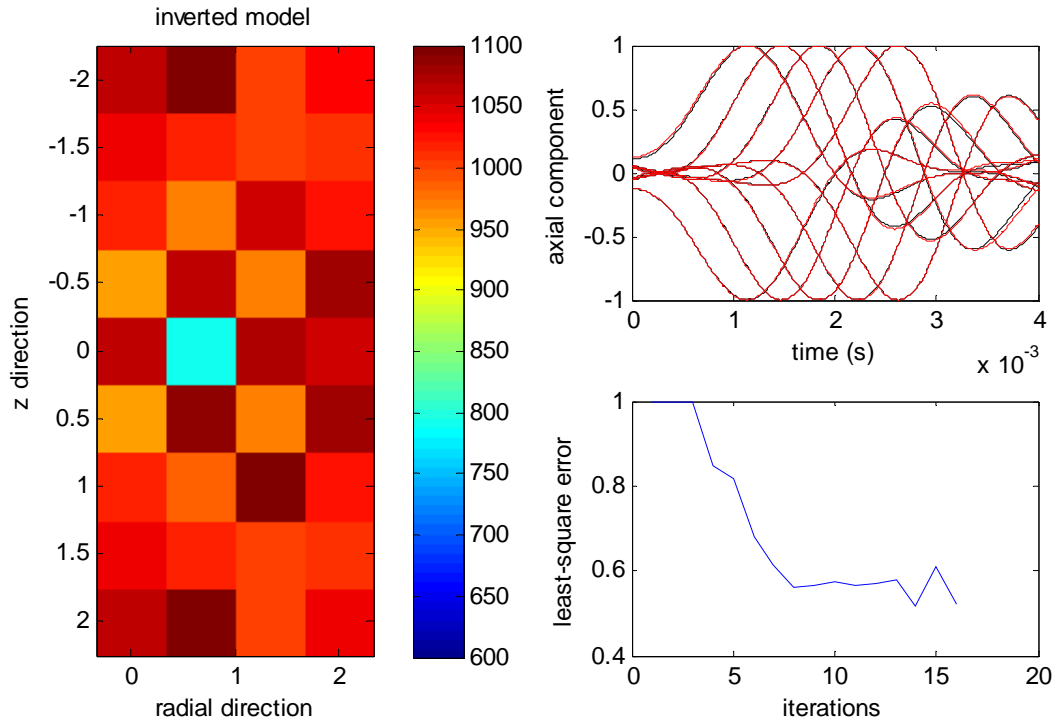 inverted model
-2
-1.5
-1
-0.5
0
0.5
1
1.5
2
z direction
0 1 2
radial direction
1100
1050
1000
950
900
850
800
750
700
650
600
1
0.5
0
-0.5
-1
axial component
0 1 2 3 4
time (s)
x 10-3
1
0.8
0.6
0.4
least-square error
0 5 10 15 20
iterations